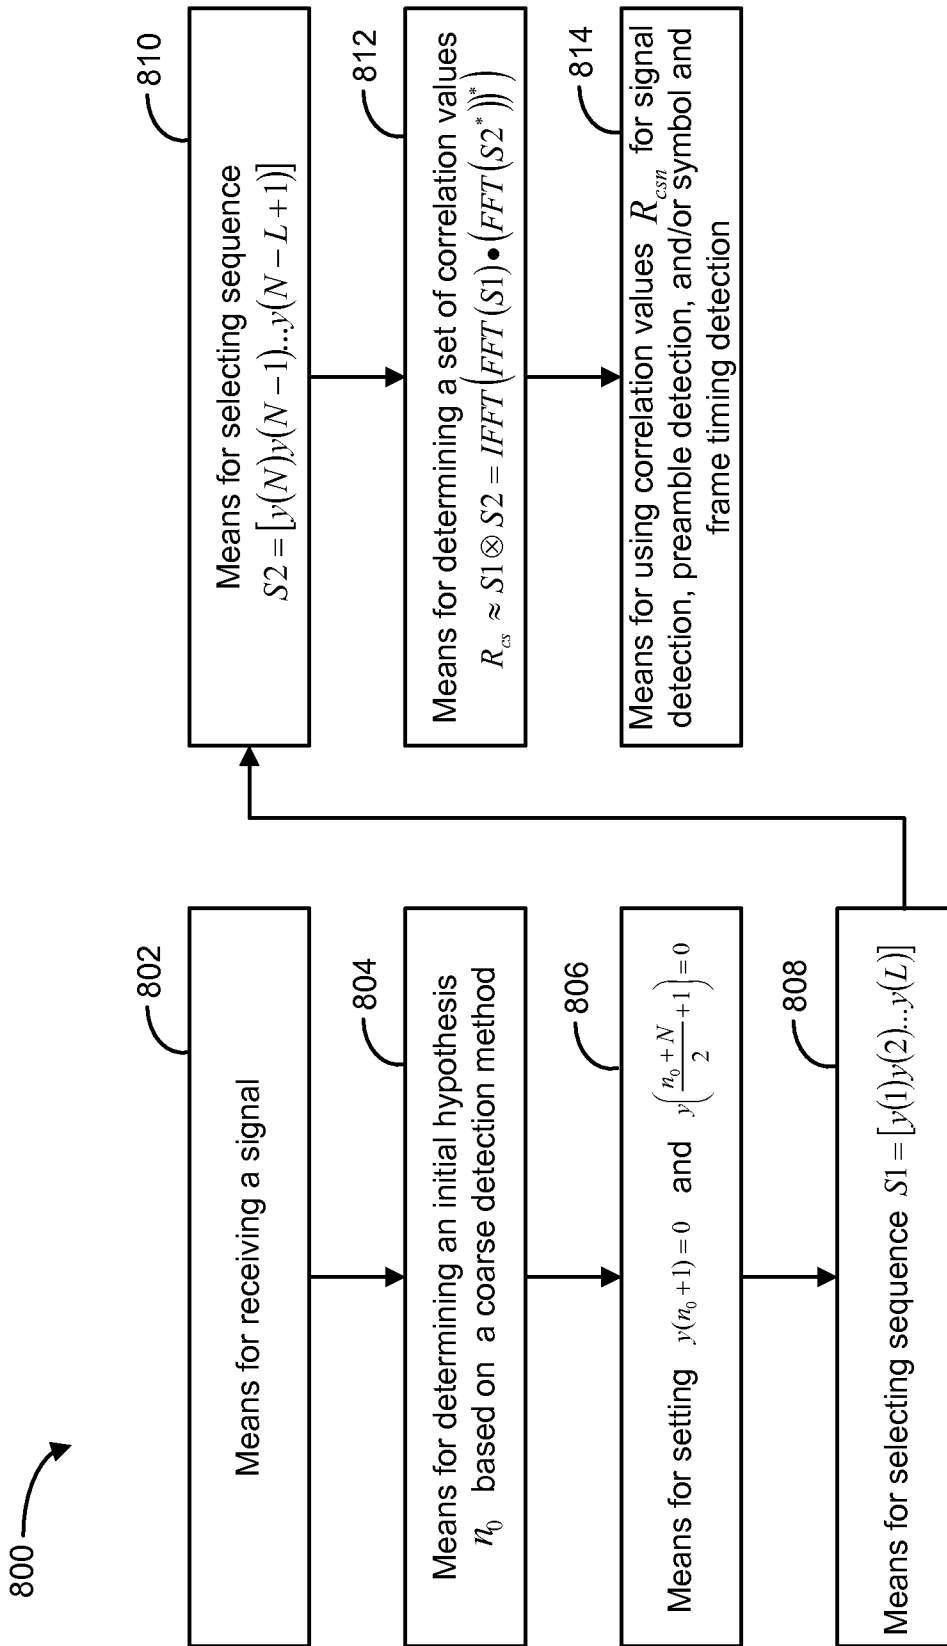 800
802
Means for receiving a signal
804
Means for determining an initial hypothesis
n₀ based on a coarse detection method
806
Means for setting y(n₀+1)=0 and y((n₀+N)/2+1)=0
808
Means for selecting sequence S1=[y(1)y(2)...y(L)]
810
Means for selecting sequence
S2=[y(N)y(N−1)...y(N−L+1)]
812
Means for determining a set of correlation values
R_cs ≈ S1⊗S2=IFFT(FFT(S1)•(FFT(S2*))*)
814
Means for using correlation values R_csn for signal
detection, preamble detection, and/or symbol and
frame timing detection